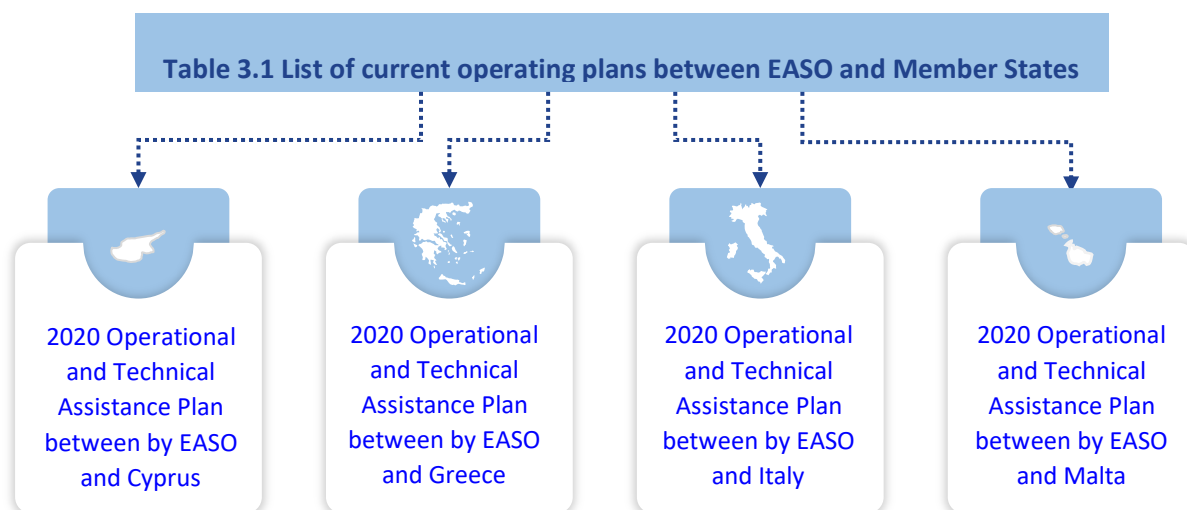 Table 3.1 List of current operating plans between EASO and Member States
2020 Operational
and Technical
Assistance Plan
between by EASO
and Cyprus
2020 Operational
and Technical
Assistance Plan
between by EASO
and Greece
2020 Operational
and Technical
Assistance Plan
between by EASO
and Italy
2020 Operational
and Technical
Assistance Plan
between by EASO
and Malta